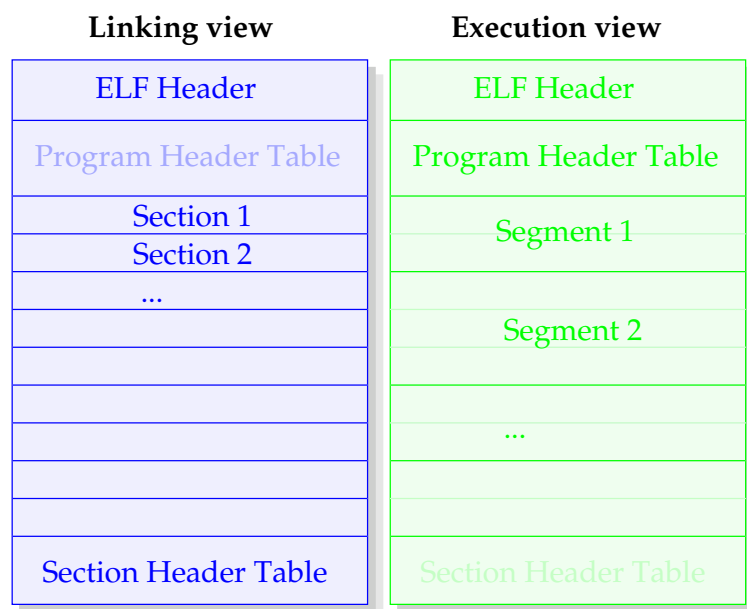 Linking view
ELF Header
Program Header Table
Section 1
Section 2
...
Section Header Table
Execution view
ELF Header
Program Header Table
Segment 1
Segment 2
...
Section Header Table